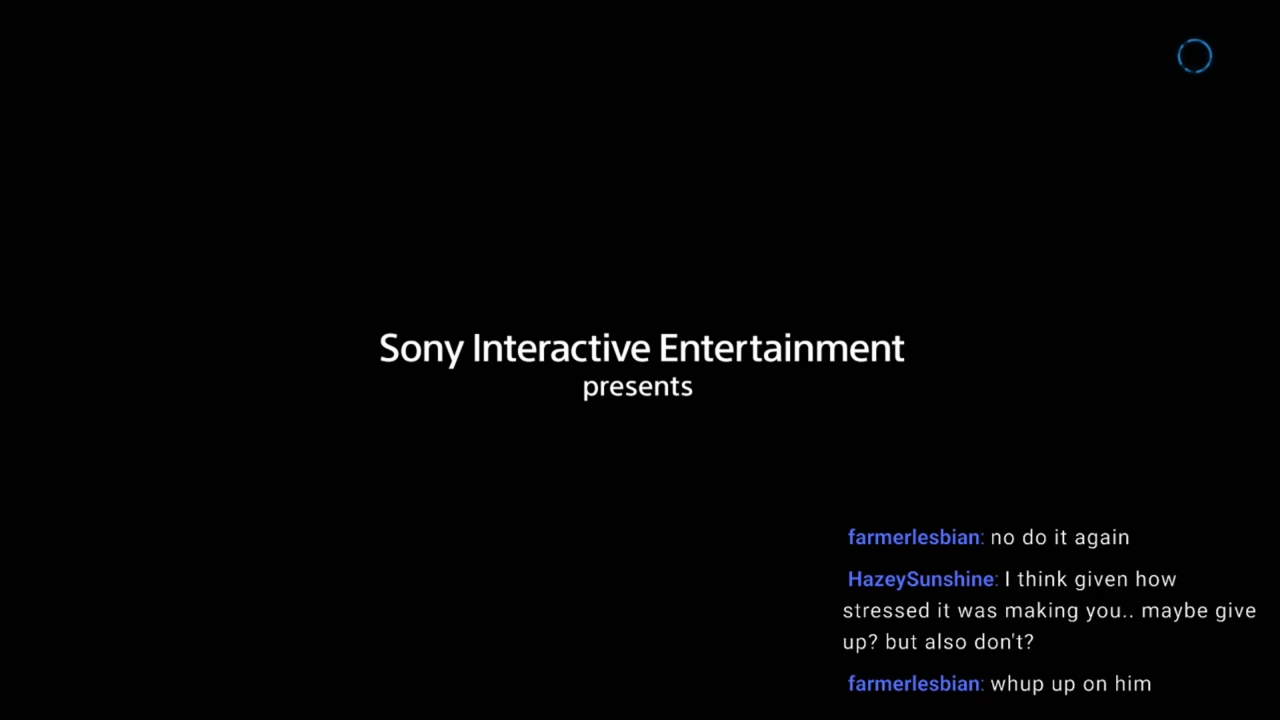 Sony Interactive Entertainment
presents
farmerlesbian: no do it again
HazeySunshine: I think given how
stressed it was making you.. maybe give
up? but also don't?
farmerlesbian: whup up on him